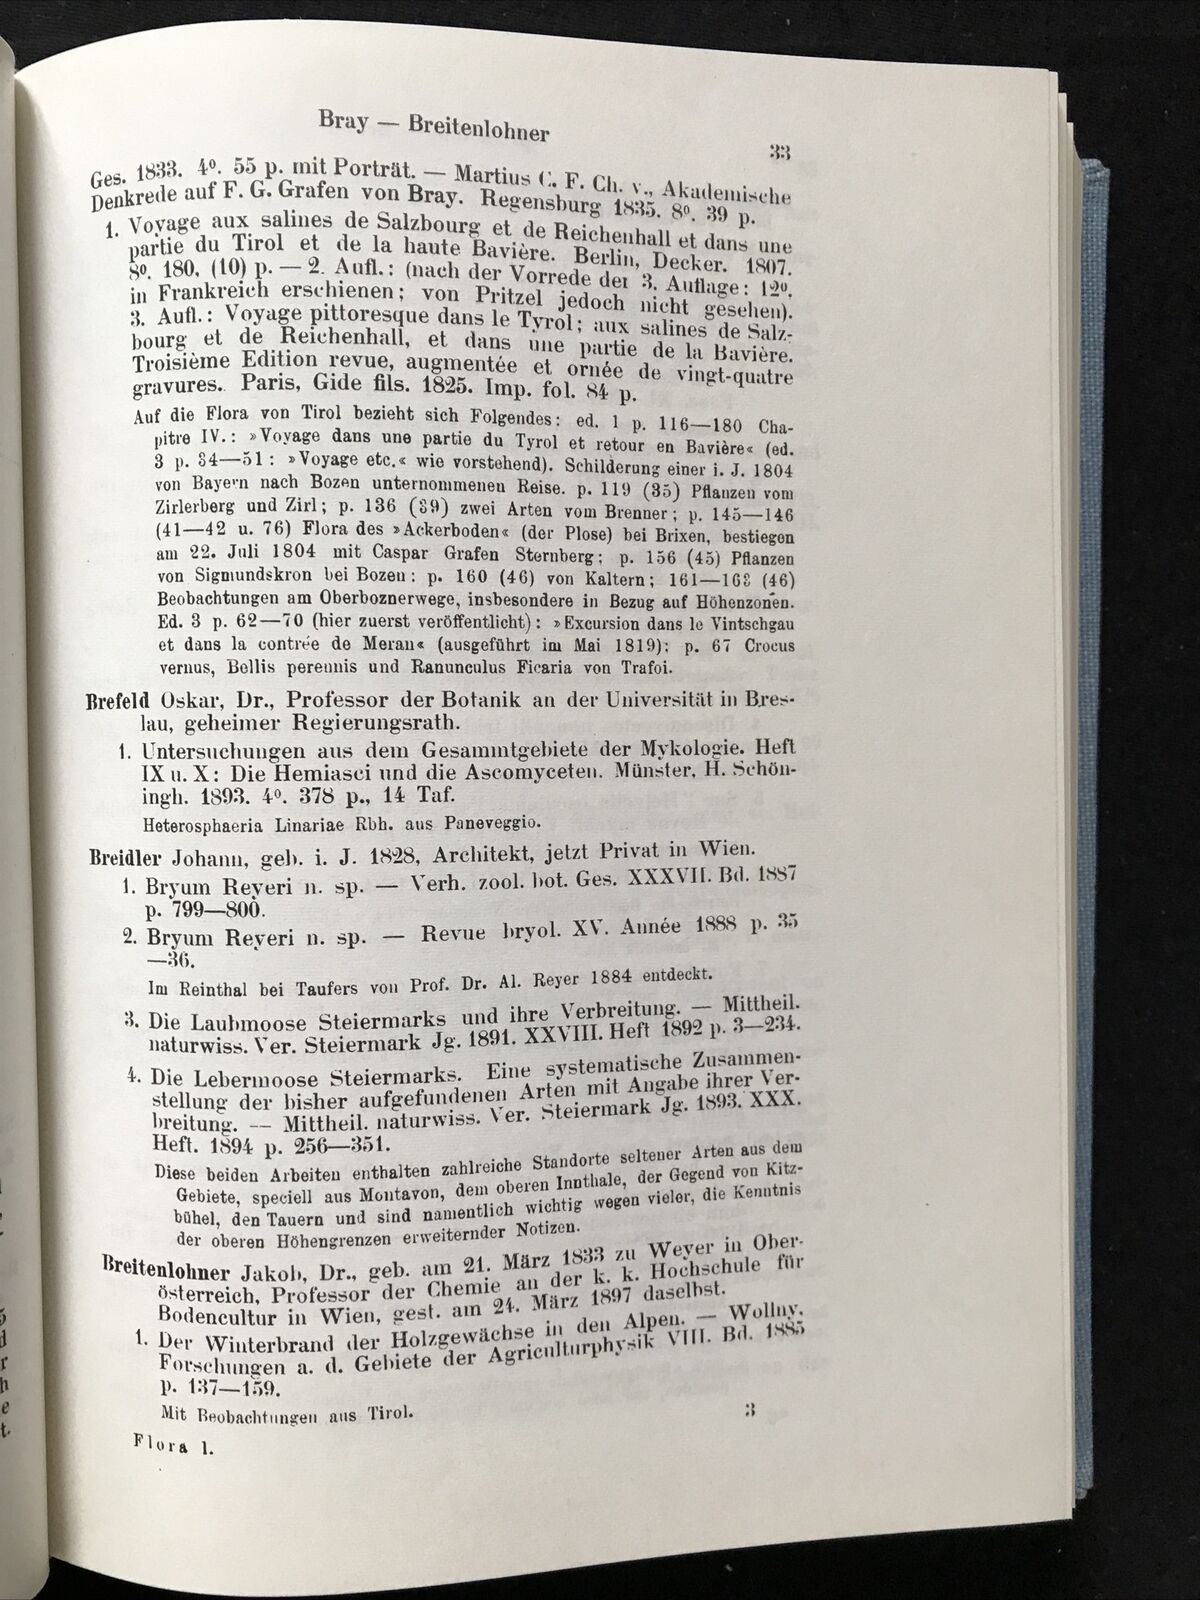 Bray — Breitenlohner
33
Ges. 1833. 4⁰. 55 p. mit Porträt. — Martius C. F. Ch. v., Akademische
Denkrede auf F. G. Grafen von Bray. Regensburg 1835. 8⁰. 39 p.
1. Voyage aux salines de Salzbourg et de Reichenhall et dans une
partie du Tirol et de la haute Bavière. Berlin, Decker. 1807.
8⁰. 180, (10) p. — 2. Aufl.: (nach der Vorrede der 3. Auflage: 12⁰.
in Frankreich erschienen; von Pritzel jedoch nicht gesehen).
3. Aufl.: Voyage pittoresque dans le Tyrol; aux salines de Salz-
bourg et de Reichenhall, et dans une partie de la Bavière.
Troisième Edition revue, augmentée et ornée de vingt-quatre
gravures. Paris, Gide fils. 1825. Imp. fol. 84 p.
Auf die Flora von Tirol bezieht sich Folgendes: ed. 1 p. 116—180 Cha-
pitre IV.: »Voyage dans une partie du Tyrol et retour en Bavière« (ed.
3 p. 34—51: »Voyage etc.« wie vorstehend). Schilderung einer i. J. 1804
von Bayern nach Bozen unternommenen Reise. p. 119 (35) Pflanzen vom
Zirlerberg und Zirl; p. 136 (39) zwei Arten vom Brenner; p. 145—146
(41—42 u. 76) Flora des »Ackerboden« (der Plose) bei Brixen, bestiegen
am 22. Juli 1804 mit Caspar Grafen Sternberg; p. 156 (45) Pflanzen
von Sigmundskron bei Bozen: p. 160 (46) von Kaltern; 161—163 (46)
Beobachtungen am Oberboznerwege, insbesondere in Bezug auf Höhenzonen.
Ed. 3 p. 62—70 (hier zuerst veröffentlicht): »Excursion dans le Vintschgau
et dans la contrée de Meran« (ausgeführt im Mai 1819): p. 67 Crocus
vernus, Bellis perennis und Ranunculus Ficaria von Trafoi.
Brefeld Oskar, Dr., Professor der Botanik an der Universität in Bres-
lau, geheimer Regierungsrath.
1. Untersuchungen aus dem Gesammtgebiete der Mykologie. Heft
IX u. X: Die Hemiasci und die Ascomyceten. Münster, H. Schön-
ingh. 1893. 4⁰. 378 p., 14 Taf.
Heterosphaeria Linariae Rbh. aus Paneveggio.
Breidler Johann, geb. i. J. 1828, Architekt, jetzt Privat in Wien.
1. Bryum Reyeri n. sp. — Verh. zool. bot. Ges. XXXVII. Bd. 1887
p. 799—800.
2. Bryum Reyeri n. sp. — Revue bryol. XV. Année 1888 p. 35
—36.
Im Reinthal bei Taufers von Prof. Dr. Al. Reyer 1884 entdeckt.
3. Die Laubmoose Steiermarks und ihre Verbreitung. — Mittheil.
naturwiss. Ver. Steiermark Jg. 1891. XXVIII. Heft 1892 p. 3—234.
4. Die Lebermoose Steiermarks. Eine systematische Zusammen-
stellung der bisher aufgefundenen Arten mit Angabe ihrer Ver-
breitung. — Mittheil. naturwiss. Ver. Steiermark Jg. 1893. XXX.
Heft. 1894 p. 256—351.
Diese beiden Arbeiten enthalten zahlreiche Standorte seltener Arten aus dem
Gebiete, speciell aus Montavon, dem oberen Innthale, der Gegend von Kitz-
bühel, den Tauern und sind namentlich wichtig wegen vieler, die Kenntnis
der oberen Höhengrenzen erweiternder Notizen.
Breitenlohner Jakob, Dr., geb. am 21. März 1833 zu Weyer in Ober-
österreich, Professor der Chemie an der k. k. Hochschule für
Bodencultur in Wien, gest. am 24. März 1897 daselbst.
1. Der Winterbrand der Holzgewächse in den Alpen. — Wollny.
Forschungen a. d. Gebiete der Agriculturphysik VIII. Bd. 1885
p. 137—159.
Mit Beobachtungen aus Tirol.
3
Flora 1.